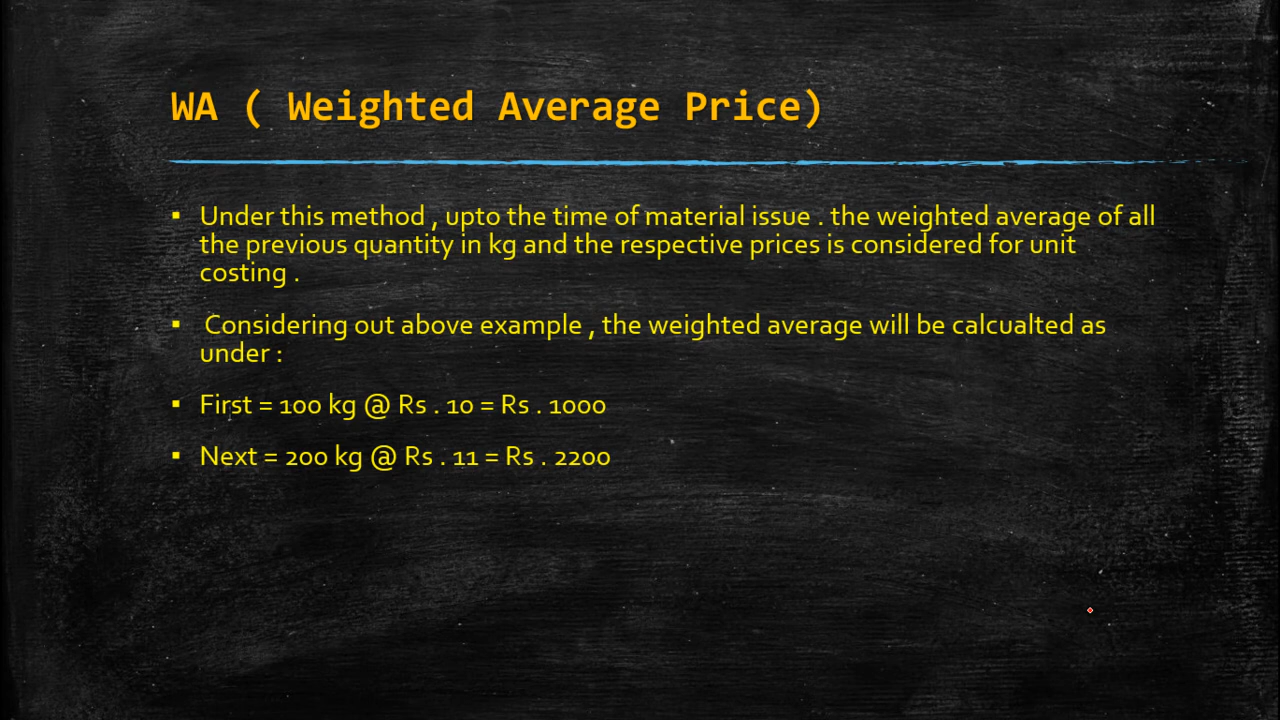 WA ( Weighted Average Price)
▪ Under this method , upto the time of material issue . the weighted average of all
the previous quantity in kg and the respective prices is considered for unit
costing .
▪ Considering out above example , the weighted average will be calcualted as
under :
▪ First = 100 kg @ Rs . 10 = Rs . 1000
▪ Next = 200 kg @ Rs . 11 = Rs . 2200